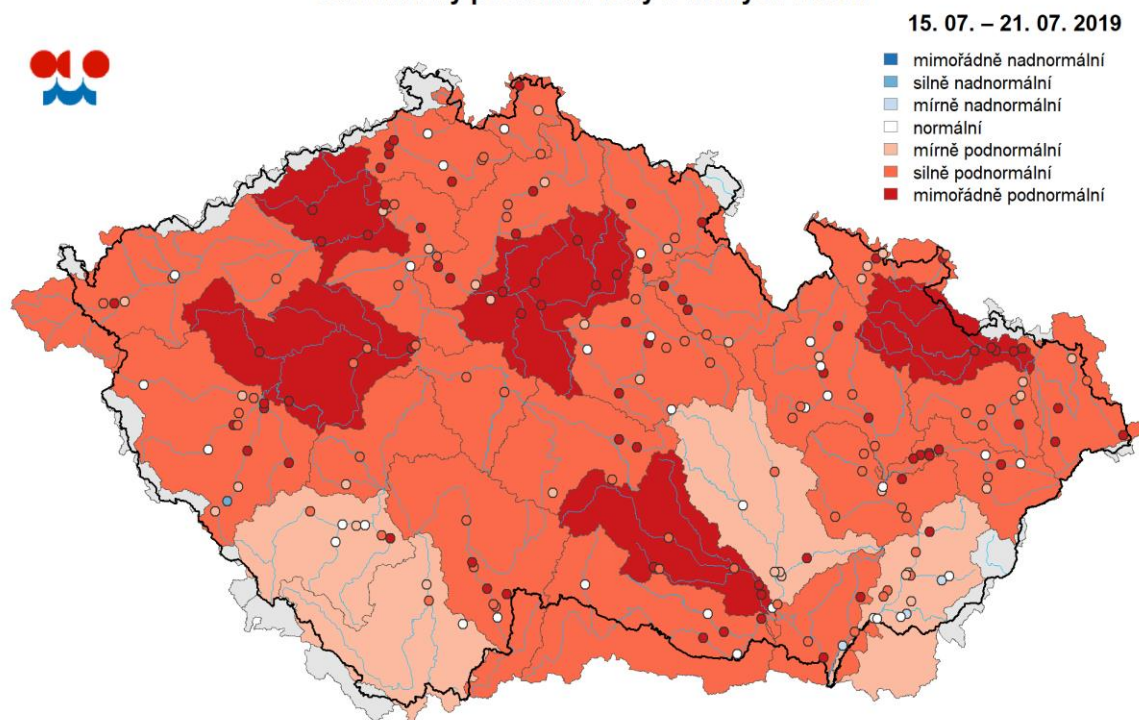 15. 07. – 21. 07. 2019
mimořádně nadnormální
silně nadnormální
mírně nadnormální
normální
mírně podnormální
silně podnormální
mimořádně podnormální